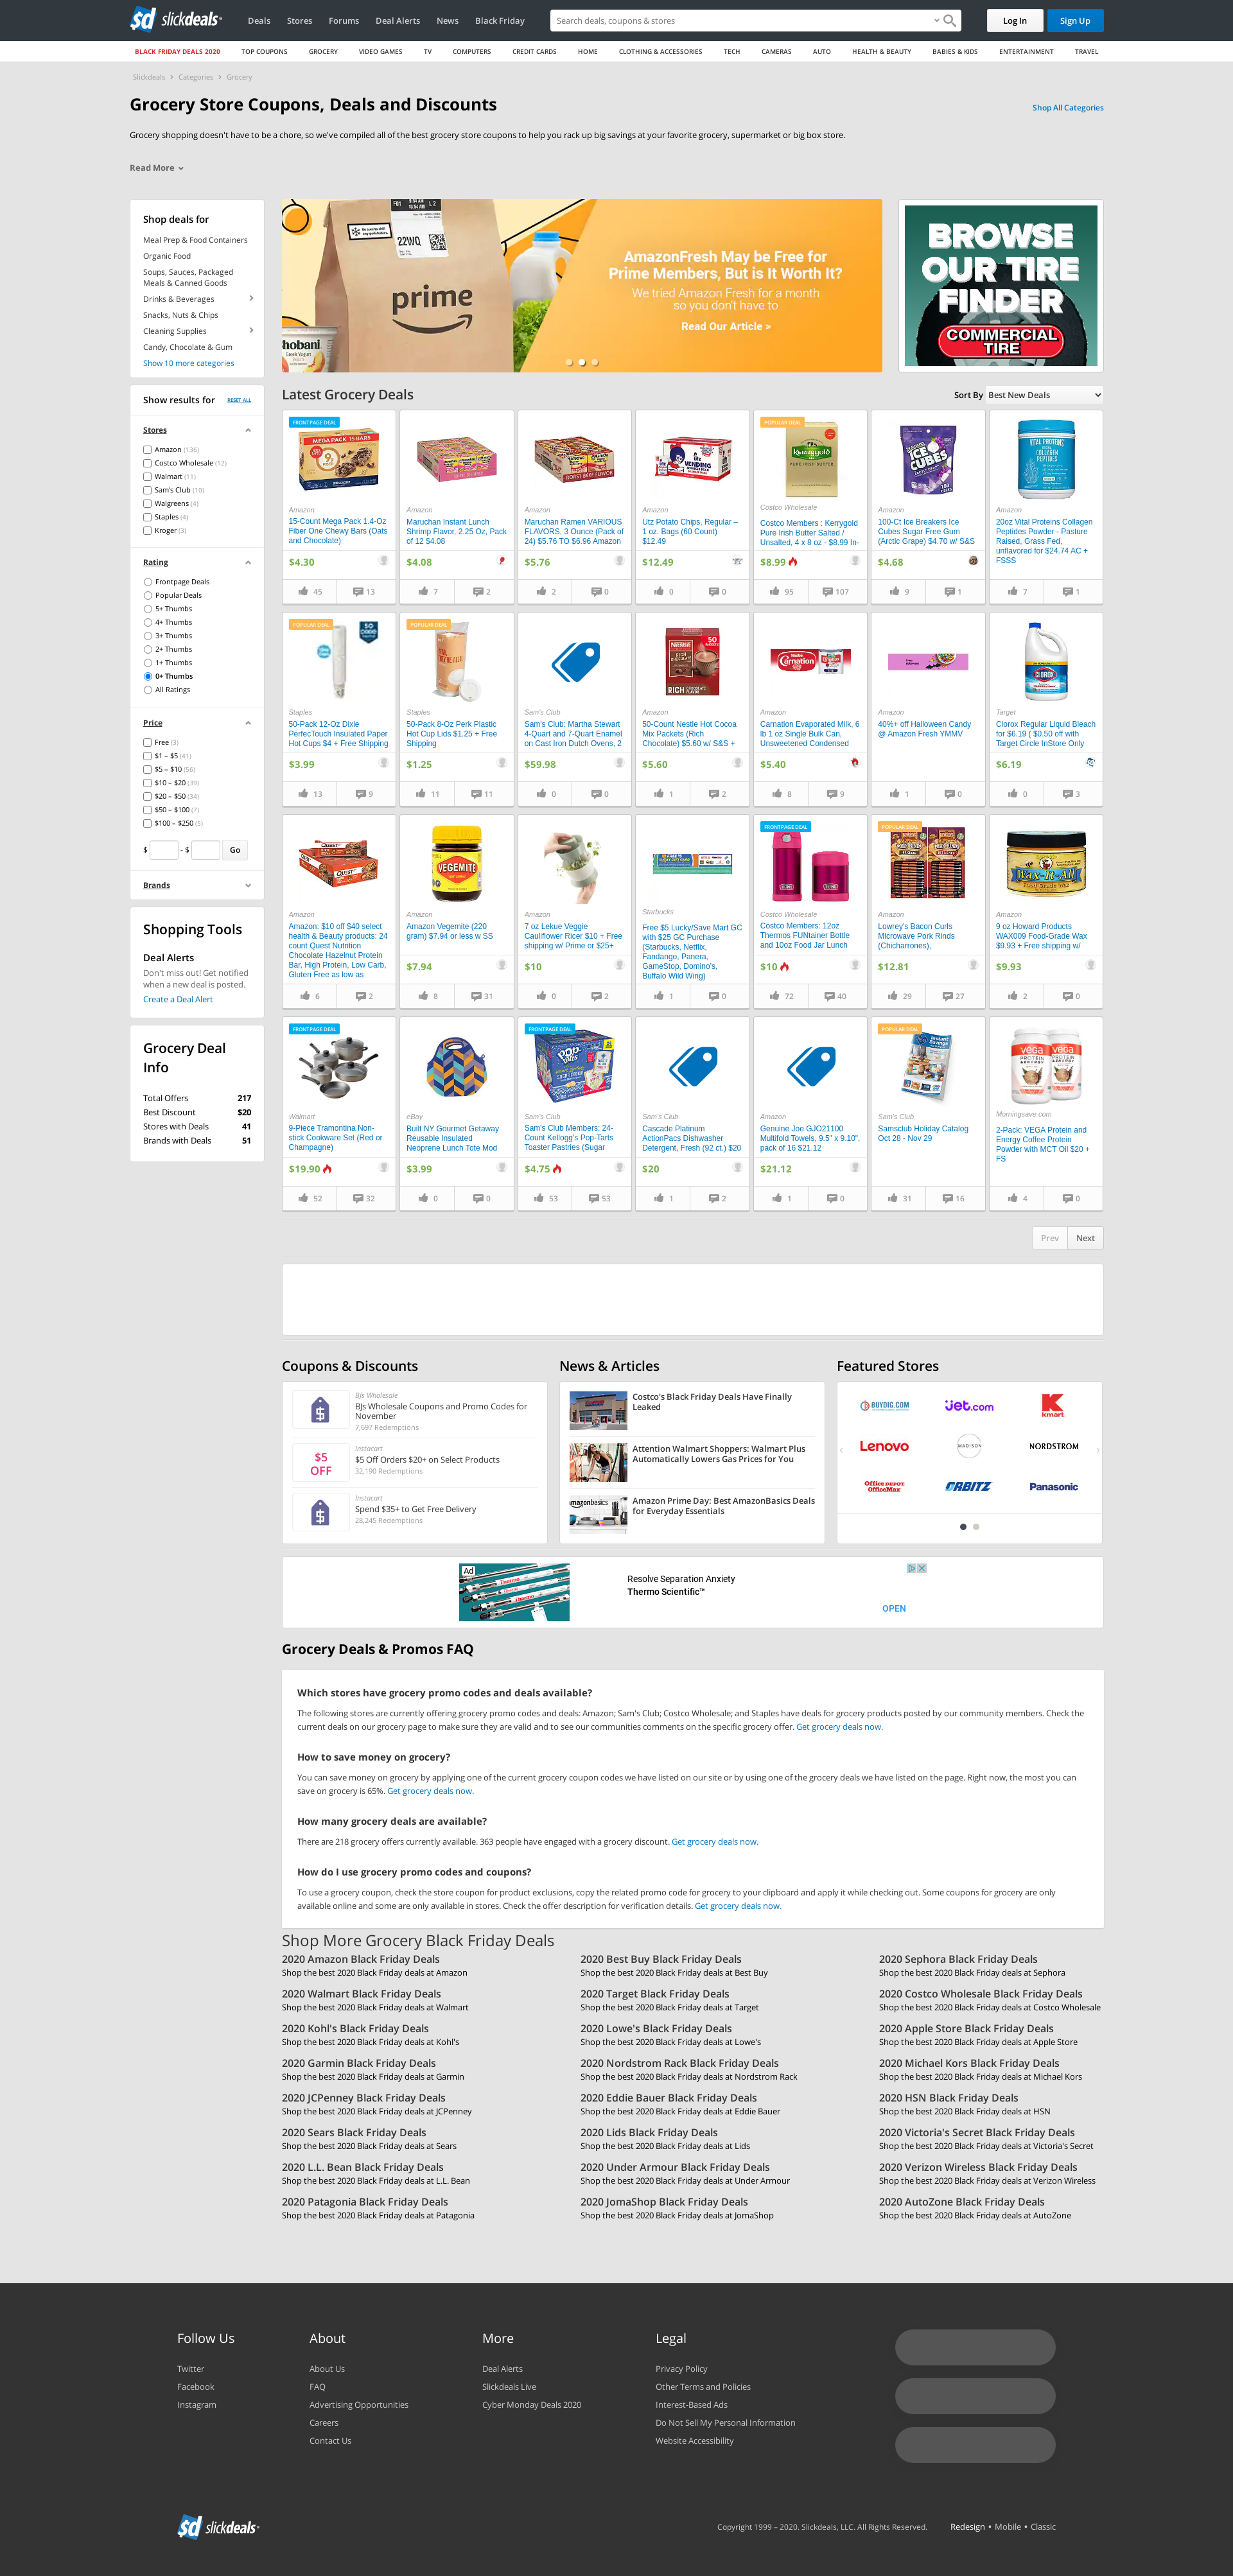 slickdeals
Deals
Stores
Forums
Deal Alerts
News
Black Friday
Search deals, coupons & stores
Log In
Sign Up
BLACK FRIDAY DEALS 2020
TOP COUPONS
GROCERY
VIDEO GAMES
TV
COMPUTERS
CREDIT CARDS
HOME
CLOTHING & ACCESSORIES
TECH
CAMERAS
AUTO
HEALTH & BEAUTY
BABIES & KIDS
ENTERTAINMENT
TRAVEL
Slickdeals > Categories > Grocery
Grocery Store Coupons, Deals and Discounts
Shop All Categories
Grocery shopping doesn't have to be a chore, so we've compiled all of the best grocery store coupons to help you rack up big savings at your favorite grocery, supermarket or big box store.
Read More
Shop deals for
Meal Prep & Food Containers
Organic Food
Soups, Sauces, Packaged
Meals & Canned Goods
Drinks & Beverages
Snacks, Nuts & Chips
Cleaning Supplies
Candy, Chocolate & Gum
Show 10 more categories
prime
AmazonFresh May be Free for
Prime Members, But is it Worth It?
We tried Amazon Fresh for a month
so you don't have to
Read Our Article >
BROWSE
OUR TIRE
FINDER
COMMERCIAL
TIRE
Show results for
RESET ALL
Stores
Amazon (136)
Costco Wholesale (12)
Walmart (11)
Sam's Club (10)
Walgreens (4)
Staples (4)
Kroger (3)
Rating
Frontpage Deals
Popular Deals
5+ Thumbs
4+ Thumbs
3+ Thumbs
2+ Thumbs
1+ Thumbs
0+ Thumbs
All Ratings
Price
Free (3)
$1 – $5 (41)
$5 – $10 (56)
$10 – $20 (39)
$20 – $50 (34)
$50 – $100 (7)
$100 – $250 (5)
$ - $ Go
Brands
Shopping Tools
Deal Alerts
Don't miss out! Get notified
when a new deal is posted.
Create a Deal Alert
Grocery Deal
Info
Total Offers 217
Best Discount $20
Stores with Deals 41
Brands with Deals 51
Latest Grocery Deals
Sort By Best New Deals
FRONTPAGE DEAL
Amazon
15-Count Mega Pack 1.4-Oz
Fiber One Chewy Bars (Oats
and Chocolate)
$4.30
45 13
Amazon
Maruchan Instant Lunch
Shrimp Flavor, 2.25 Oz, Pack
of 12 $4.08
$4.08
7 2
Amazon
Maruchan Ramen VARIOUS
FLAVORS, 3 Ounce (Pack of
24) $5.76 TO $6.96 Amazon
$5.76
2 0
Amazon
Utz Potato Chips, Regular –
1 oz. Bags (60 Count)
$12.49
$12.49
0 0
POPULAR DEAL
Costco Wholesale
Costco Members : Kerrygold
Pure Irish Butter Salted /
Unsalted, 4 x 8 oz - $8.99 In-
$8.99
95 107
Amazon
100-Ct Ice Breakers Ice
Cubes Sugar Free Gum
(Arctic Grape) $4.70 w/ S&S
$4.68
9 1
Amazon
20oz Vital Proteins Collagen
Peptides Powder - Pasture
Raised, Grass Fed,
unflavored for $24.74 AC +
FSSS
7 1
POPULAR DEAL
Staples
50-Pack 12-Oz Dixie
PerfecTouch Insulated Paper
Hot Cups $4 + Free Shipping
$3.99
13 9
POPULAR DEAL
Staples
50-Pack 8-Oz Perk Plastic
Hot Cup Lids $1.25 + Free
Shipping
$1.25
11 11
Sam's Club
Sam's Club: Martha Stewart
4-Quart and 7-Quart Enamel
on Cast Iron Dutch Ovens, 2
$59.98
0 0
Amazon
50-Count Nestle Hot Cocoa
Mix Packets (Rich
Chocolate) $5.60 w/ S&S +
$5.60
1 2
Amazon
Carnation Evaporated Milk, 6
lb 1 oz Single Bulk Can,
Unsweetened Condensed
$5.40
8 9
Amazon
40%+ off Halloween Candy
@ Amazon Fresh YMMV
1 0
Target
Clorox Regular Liquid Bleach
for $6.19 ( $0.50 off with
Target Circle InStore Only
$6.19
0 3
Amazon
Amazon: $10 off $40 select
health & Beauty products: 24
count Quest Nutrition
Chocolate Hazelnut Protein
Bar, High Protein, Low Carb,
Gluten Free as low as
6 2
VEGEMITE
Amazon
Amazon Vegemite (220
gram) $7.94 or less w SS
$7.94
8 31
Amazon
7 oz Lekue Veggie
Cauliflower Ricer $10 + Free
shipping w/ Prime or $25+
$10
0 2
Starbucks
Free $5 Lucky/Save Mart GC
with $25 GC Purchase
(Starbucks, Netflix,
Fandango, Panera,
GameStop, Domino's,
Buffalo Wild Wing)
1 0
FRONTPAGE DEAL
Costco Wholesale
Costco Members: 12oz
Thermos FUNtainer Bottle
and 10oz Food Jar Lunch
$10
72 40
POPULAR DEAL
Amazon
Lowrey's Bacon Curls
Microwave Pork Rinds
(Chicharrones),
$12.81
29 27
Wax-It-All
Amazon
9 oz Howard Products
WAX009 Food-Grade Wax
$9.93 + Free shipping w/
$9.93
2 0
FRONTPAGE DEAL
Walmart
9-Piece Tramontina Non-
stick Cookware Set (Red or
Champagne)
$19.90
52 32
eBay
Built NY Gourmet Getaway
Reusable Insulated
Neoprene Lunch Tote Mod
$3.99
0 0
FRONTPAGE DEAL
Sam's Club
Sam's Club Members: 24-
Count Kellogg's Pop-Tarts
Toaster Pastries (Sugar
$4.75
53 53
Sam's Club
Cascade Platinum
ActionPacs Dishwasher
Detergent, Fresh (92 ct.) $20
$20
1 2
Amazon
Genuine Joe GJO21100
Multifold Towels, 9.5" x 9.10",
pack of 16 $21.12
$21.12
1 0
POPULAR DEAL
Sam's Club
Samsclub Holiday Catalog
Oct 28 - Nov 29
31 16
Morningsave.com
2-Pack: VEGA Protein and
Energy Coffee Protein
Powder with MCT Oil $20 +
FS
4 0
Prev
Next
Coupons & Discounts
BJs Wholesale
BJs Wholesale Coupons and Promo Codes for
November
7,697 Redemptions
$5
OFF
Instacart
$5 Off Orders $20+ on Select Products
32,190 Redemptions
Instacart
Spend $35+ to Get Free Delivery
28,245 Redemptions
News & Articles
Costco's Black Friday Deals Have Finally
Leaked
Attention Walmart Shoppers: Walmart Plus
Automatically Lowers Gas Prices for You
amazonbasics
Amazon Prime Day: Best AmazonBasics Deals
for Everyday Essentials
Featured Stores
BUYDIG.COM
Jet.com
kmart
Lenovo
MADISON
NORDSTROM
Office DEPOT
OfficeMax
ORBITZ
Panasonic
Ad
Resolve Separation Anxiety
Thermo Scientific™
OPEN
Grocery Deals & Promos FAQ
Which stores have grocery promo codes and deals available?
The following stores are currently offering grocery promo codes and deals: Amazon; Sam's Club; Costco Wholesale; and Staples have deals for grocery products posted by our community members. Check the
current deals on our grocery page to make sure they are valid and to see our communities comments on the specific grocery offer. Get grocery deals now.
How to save money on grocery?
You can save money on grocery by applying one of the current grocery coupon codes we have listed on our site or by using one of the grocery deals we have listed on the page. Right now, the most you can
save on grocery is 65%. Get grocery deals now.
How many grocery deals are available?
There are 218 grocery offers currently available. 363 people have engaged with a grocery discount. Get grocery deals now.
How do I use grocery promo codes and coupons?
To use a grocery coupon, check the store coupon for product exclusions, copy the related promo code for grocery to your clipboard and apply it while checking out. Some coupons for grocery are only
available online and some are only available in stores. Check the offer description for verification details. Get grocery deals now.
Shop More Grocery Black Friday Deals
2020 Amazon Black Friday Deals
Shop the best 2020 Black Friday deals at Amazon
2020 Best Buy Black Friday Deals
Shop the best 2020 Black Friday deals at Best Buy
2020 Sephora Black Friday Deals
Shop the best 2020 Black Friday deals at Sephora
2020 Walmart Black Friday Deals
Shop the best 2020 Black Friday deals at Walmart
2020 Target Black Friday Deals
Shop the best 2020 Black Friday deals at Target
2020 Costco Wholesale Black Friday Deals
Shop the best 2020 Black Friday deals at Costco Wholesale
2020 Kohl's Black Friday Deals
Shop the best 2020 Black Friday deals at Kohl's
2020 Lowe's Black Friday Deals
Shop the best 2020 Black Friday deals at Lowe's
2020 Apple Store Black Friday Deals
Shop the best 2020 Black Friday deals at Apple Store
2020 Garmin Black Friday Deals
Shop the best 2020 Black Friday deals at Garmin
2020 Nordstrom Rack Black Friday Deals
Shop the best 2020 Black Friday deals at Nordstrom Rack
2020 Michael Kors Black Friday Deals
Shop the best 2020 Black Friday deals at Michael Kors
2020 JCPenney Black Friday Deals
Shop the best 2020 Black Friday deals at JCPenney
2020 Eddie Bauer Black Friday Deals
Shop the best 2020 Black Friday deals at Eddie Bauer
2020 HSN Black Friday Deals
Shop the best 2020 Black Friday deals at HSN
2020 Sears Black Friday Deals
Shop the best 2020 Black Friday deals at Sears
2020 Lids Black Friday Deals
Shop the best 2020 Black Friday deals at Lids
2020 Victoria's Secret Black Friday Deals
Shop the best 2020 Black Friday deals at Victoria's Secret
2020 L.L. Bean Black Friday Deals
Shop the best 2020 Black Friday deals at L.L. Bean
2020 Under Armour Black Friday Deals
Shop the best 2020 Black Friday deals at Under Armour
2020 Verizon Wireless Black Friday Deals
Shop the best 2020 Black Friday deals at Verizon Wireless
2020 Patagonia Black Friday Deals
Shop the best 2020 Black Friday deals at Patagonia
2020 JomaShop Black Friday Deals
Shop the best 2020 Black Friday deals at JomaShop
2020 AutoZone Black Friday Deals
Shop the best 2020 Black Friday deals at AutoZone
Follow Us
Twitter
Facebook
Instagram
About
About Us
FAQ
Advertising Opportunities
Careers
Contact Us
More
Deal Alerts
Slickdeals Live
Cyber Monday Deals 2020
Legal
Privacy Policy
Other Terms and Policies
Interest-Based Ads
Do Not Sell My Personal Information
Website Accessibility
slickdeals
Copyright 1999 – 2020. Slickdeals, LLC. All Rights Reserved.
Redesign • Mobile • Classic